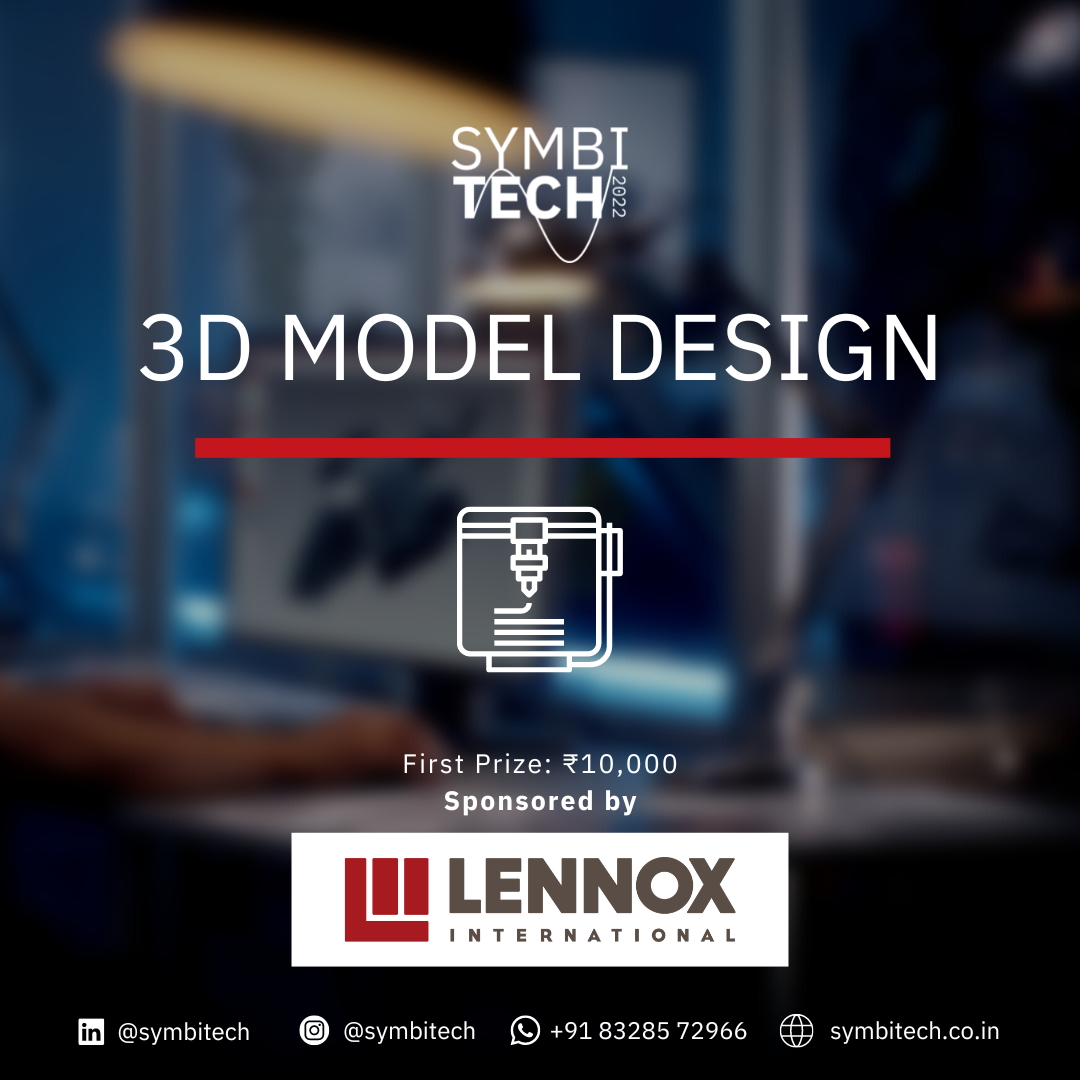 SYMBI
TECH 2022
3D MODEL DESIGN
First Prize: ₹10,000
Sponsored by
LENNOX
INTERNATIONAL
in @symbitech @symbitech +91 83285 72966 symbitech.co.in